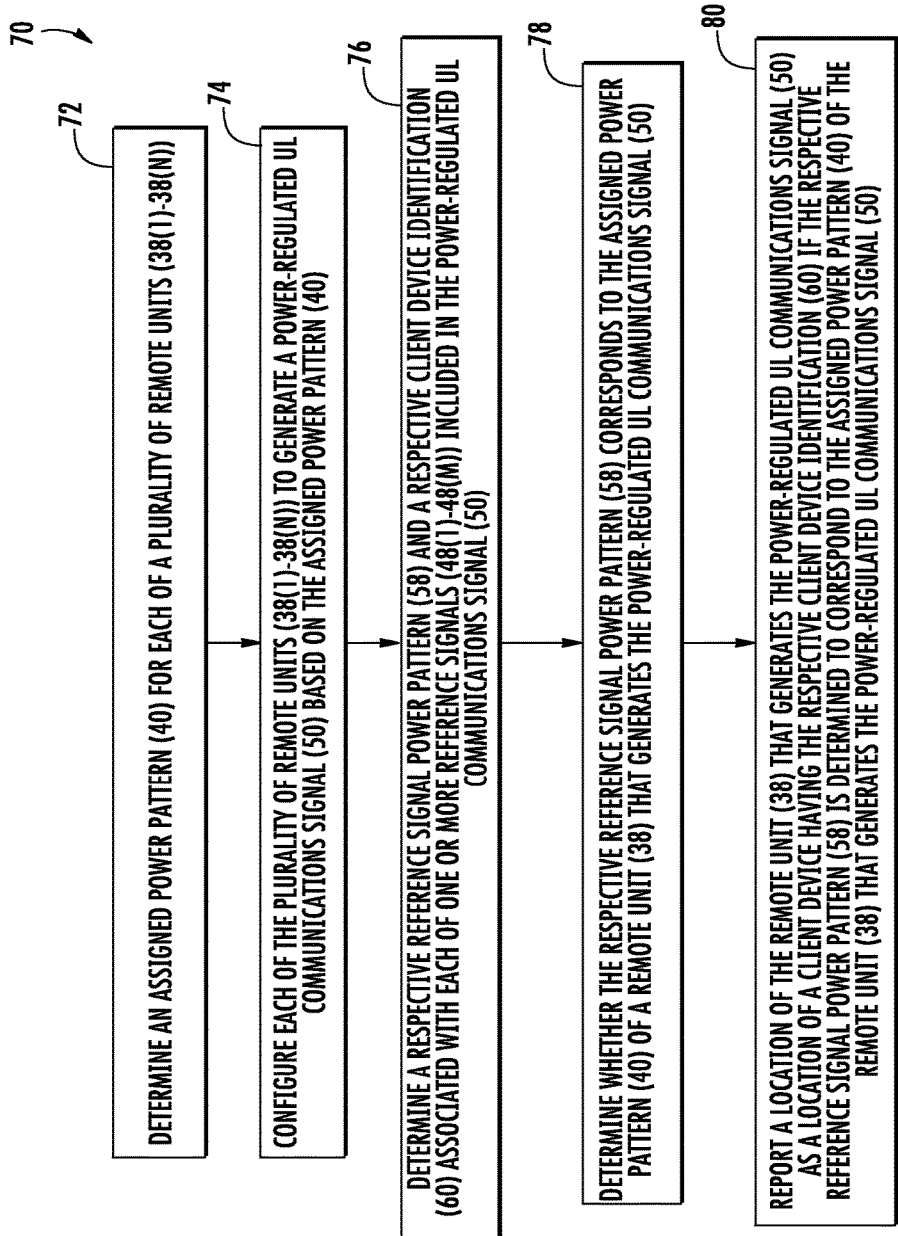 70
72
DETERMINE AN ASSIGNED POWER PATTERN (40) FOR EACH OF A PLURALITY OF REMOTE UNITS (38(1)-38(N))
74
CONFIGURE EACH OF THE PLURALITY OF REMOTE UNITS (38(1)-38(N)) TO GENERATE A POWER-REGULATED UL
COMMUNICATIONS SIGNAL (50) BASED ON THE ASSIGNED POWER PATTERN (40)
76
DETERMINE A RESPECTIVE REFERENCE SIGNAL POWER PATTERN (58) AND A RESPECTIVE CLIENT DEVICE IDENTIFICATION
(60) ASSOCIATED WITH EACH OF ONE OR MORE REFERENCE SIGNALS (48(1)-48(M)) INCLUDED IN THE POWER-REGULATED UL
COMMUNICATIONS SIGNAL (50)
78
DETERMINE WHETHER THE RESPECTIVE REFERENCE SIGNAL POWER PATTERN (58) CORRESPONDS TO THE ASSIGNED POWER
PATTERN (40) OF A REMOTE UNIT (38) THAT GENERATES THE POWER-REGULATED UL COMMUNICATIONS SIGNAL (50)
80
REPORT A LOCATION OF THE REMOTE UNIT (38) THAT GENERATES THE POWER-REGULATED UL COMMUNICATIONS SIGNAL (50)
AS A LOCATION OF A CLIENT DEVICE HAVING THE RESPECTIVE CLIENT DEVICE IDENTIFICATION (60) IF THE RESPECTIVE
REFERENCE SIGNAL POWER PATTERN (58) IS DETERMINED TO CORRESPOND TO THE ASSIGNED POWER PATTERN (40) OF THE
REMOTE UNIT (38) THAT GENERATES THE POWER-REGULATED UL COMMUNICATIONS SIGNAL (50)